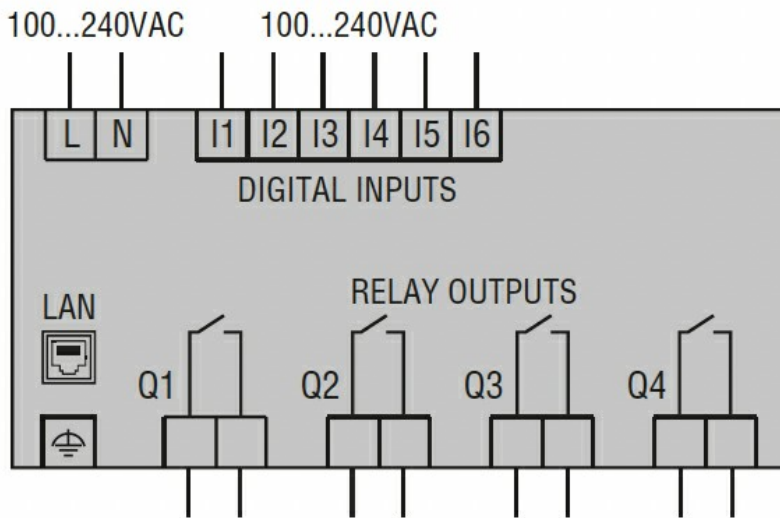 100...240VAC 100...240VAC
L N I1 I2 I3 I4 I5 I6
DIGITAL INPUTS
LAN
RELAY OUTPUTS
Q1 Q2 Q3 Q4